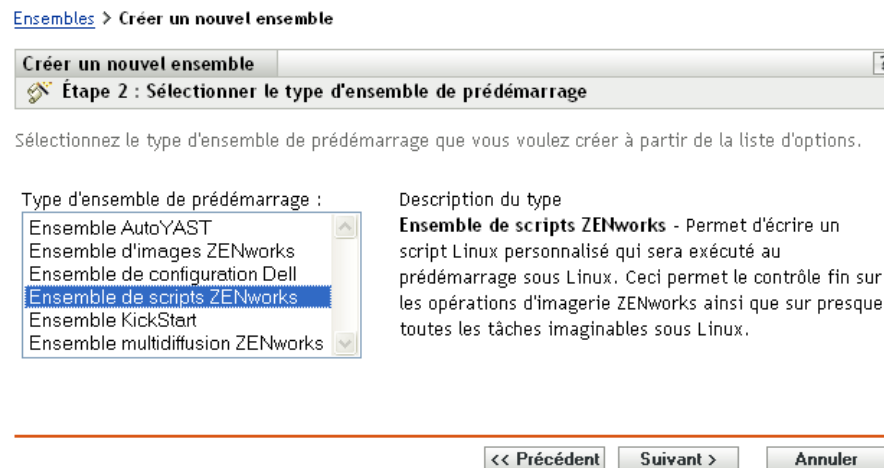 Ensembles > Créer un nouvel ensemble
Créer un nouvel ensemble
?
Étape 2 : Sélectionner le type d'ensemble de prédémarrage
Sélectionnez le type d'ensemble de prédémarrage que vous voulez créer à partir de la liste d'options.
Type d'ensemble de prédémarrage :
Ensemble AutoYAST
Ensemble d'images ZENworks
Ensemble de configuration Dell
Ensemble de scripts ZENworks
Ensemble KickStart
Ensemble multidiffusion ZENworks
Description du type
Ensemble de scripts ZENworks - Permet d'écrire un
script Linux personnalisé qui sera exécuté au
prédémarrage sous Linux. Ceci permet le contrôle fin sur
les opérations d'imagerie ZENworks ainsi que sur presque
toutes les tâches imaginables sous Linux.
<< Précédent
Suivant >
Annuler